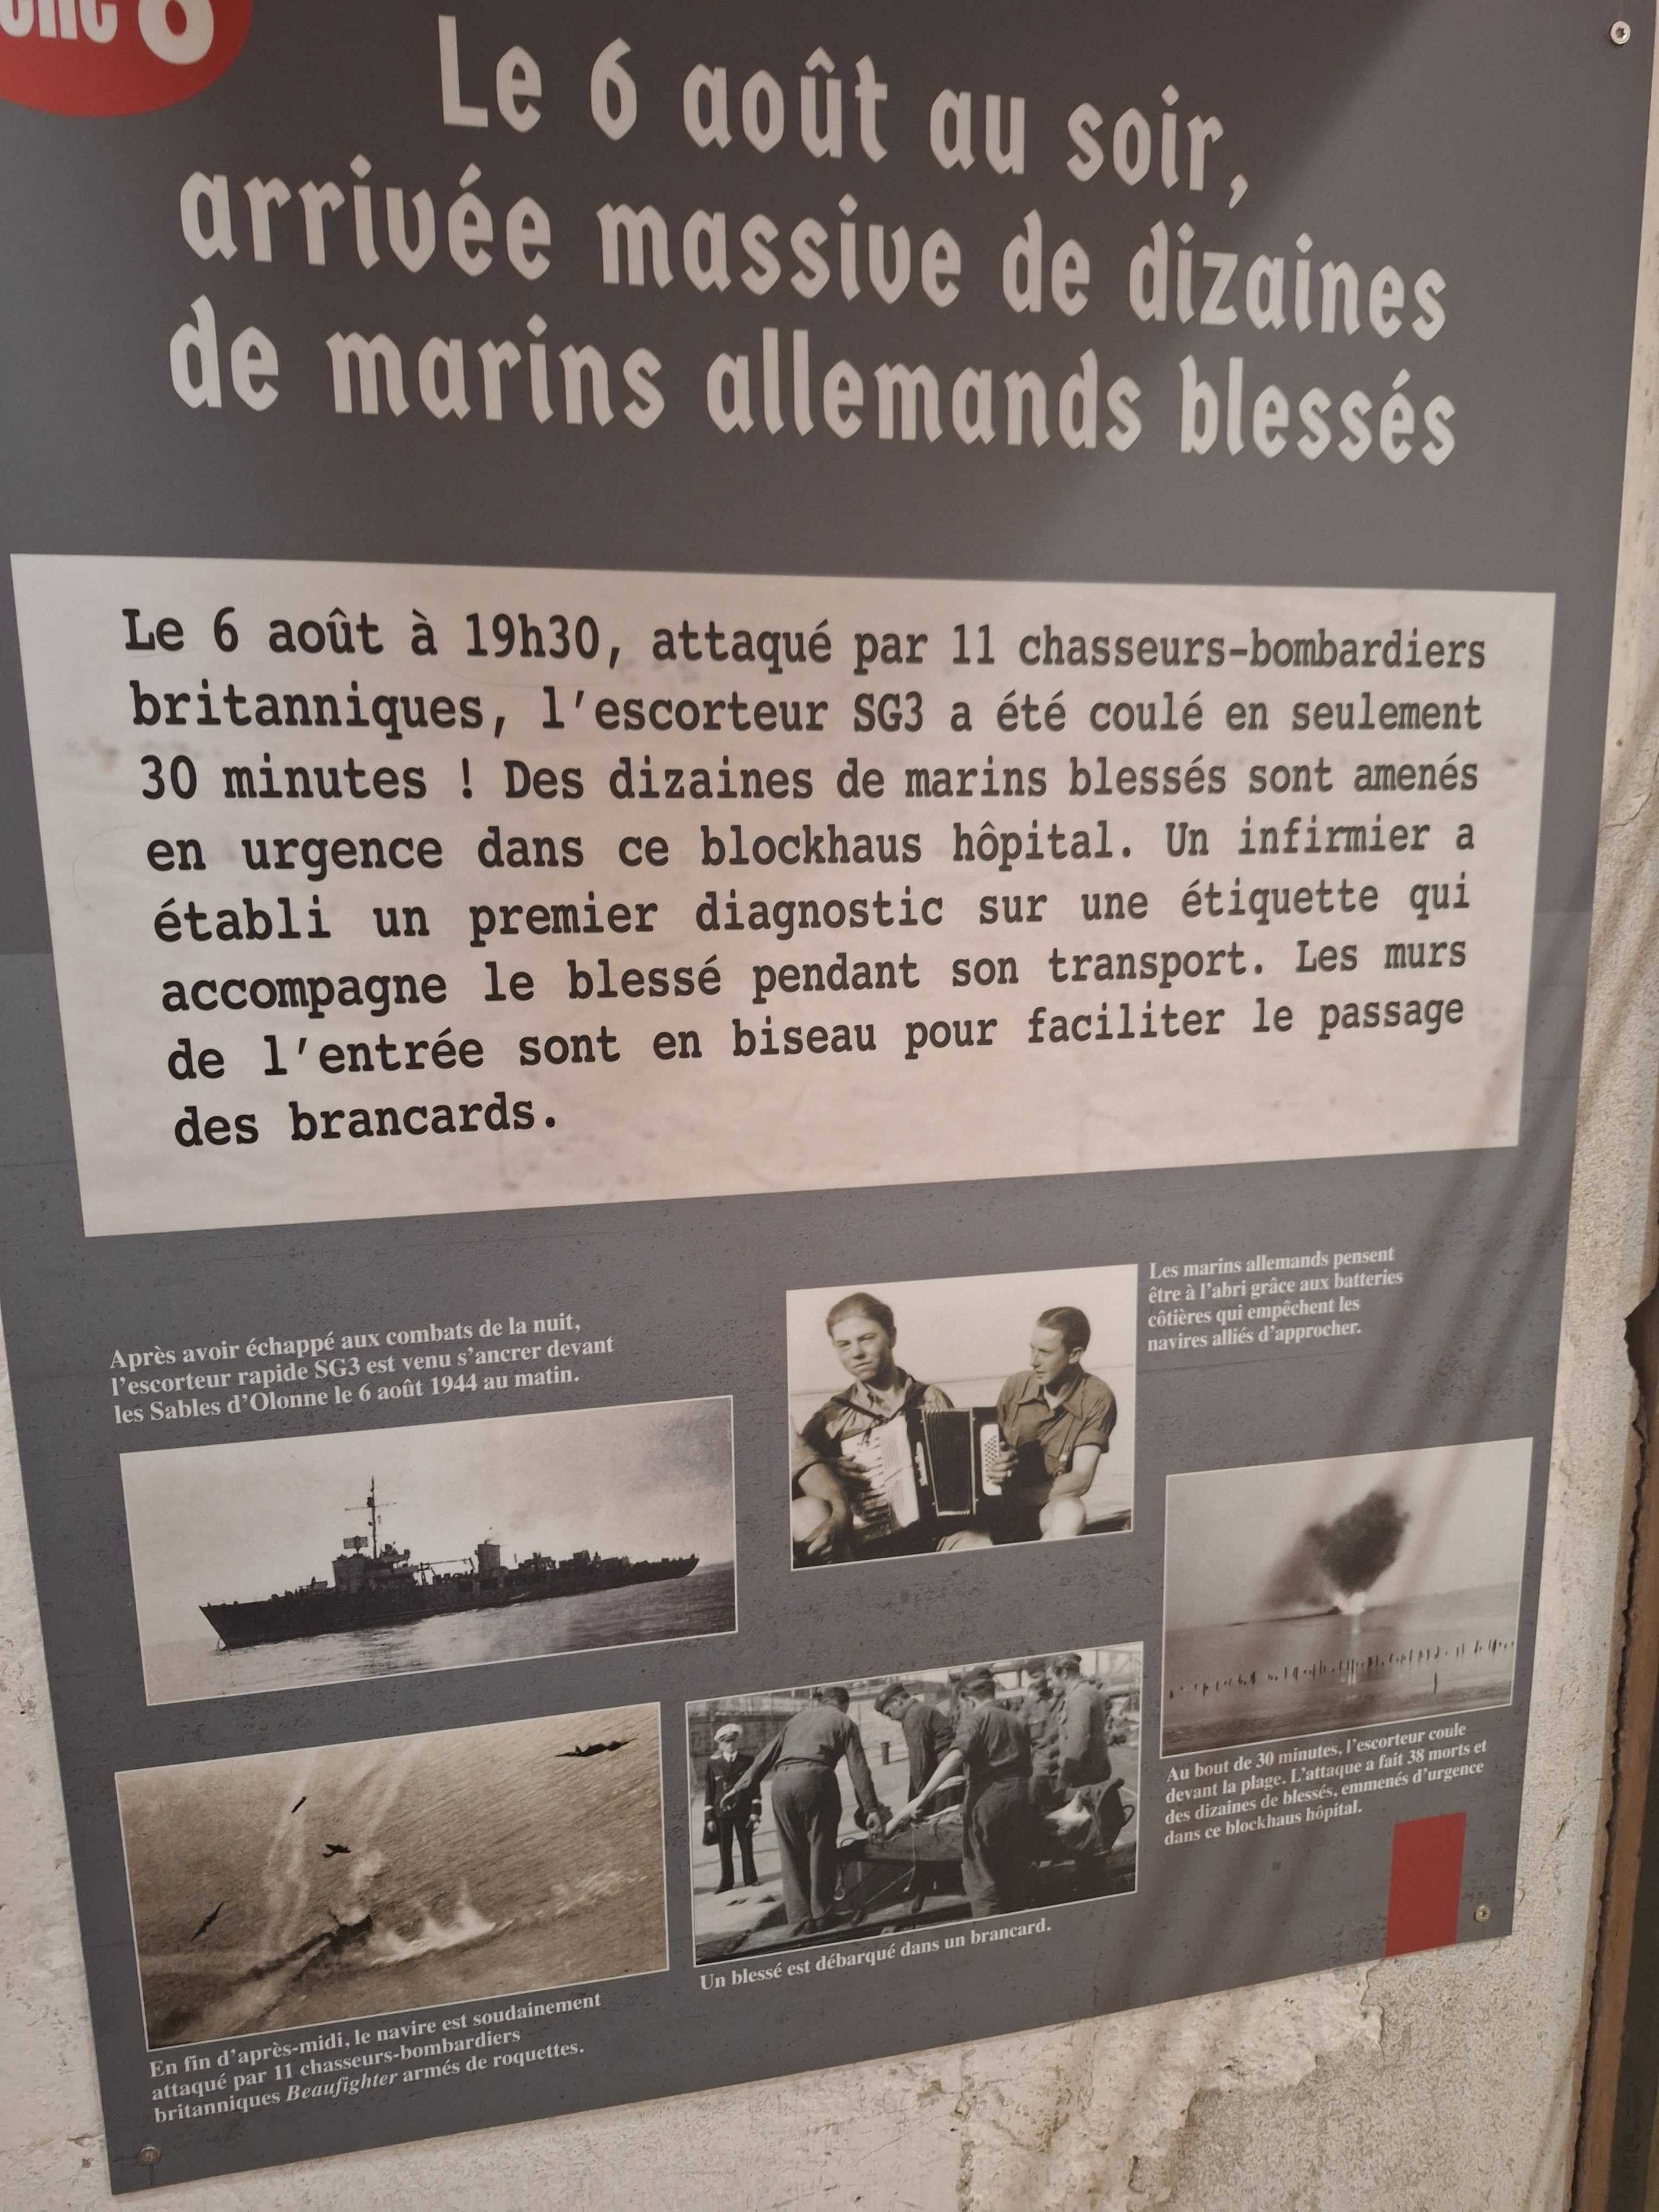 Le 6 août au soir,
arrivée massive de dizaines
de marins allemands blessés
Le 6 août à 19h30, attaqué par 11 chasseurs-bombardiers
britanniques, l'escorteur SG3 a été coulé en seulement
30 minutes ! Des dizaines de marins blessés sont amenés
en urgence dans ce blockhaus hôpital. Un infirmier a
établi un premier diagnostic sur une étiquette qui
accompagne le blessé pendant son transport. Les murs
de l'entrée sont en biseau pour faciliter le passage
des brancards.
Après avoir échappé aux combats de la nuit,
l'escorteur rapide SG3 est venu s'ancrer devant
les Sables d'Olonne le 6 août 1944 au matin.
Les marins allemands pensent
être à l'abri grâce aux batteries
côtières qui empêchent les
navires alliés d'approcher.
En fin d'après-midi, le navire est soudainement
attaqué par 11 chasseurs-bombardiers
britanniques Beaufighter armés de roquettes.
Un blessé est débarqué dans un brancard.
Au bout de 30 minutes, l'escorteur coule
devant la plage. L'attaque a fait 38 morts et
des dizaines de blessés, emmenés d'urgence
dans ce blockhaus hôpital.